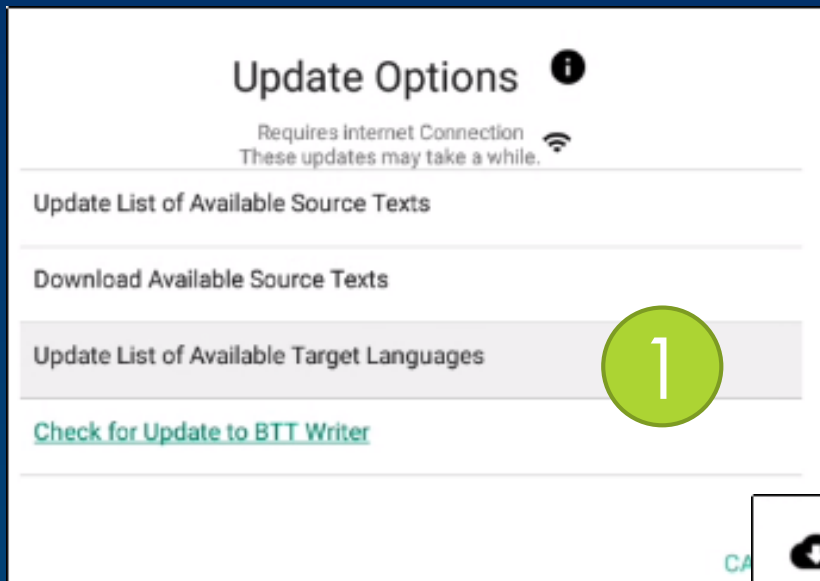 Update Options
Requires internet Connection
These updates may take a while.
Update List of Available Source Texts
Download Available Source Texts
Update List of Available Target Languages
1
Check for Update to BTT Writer